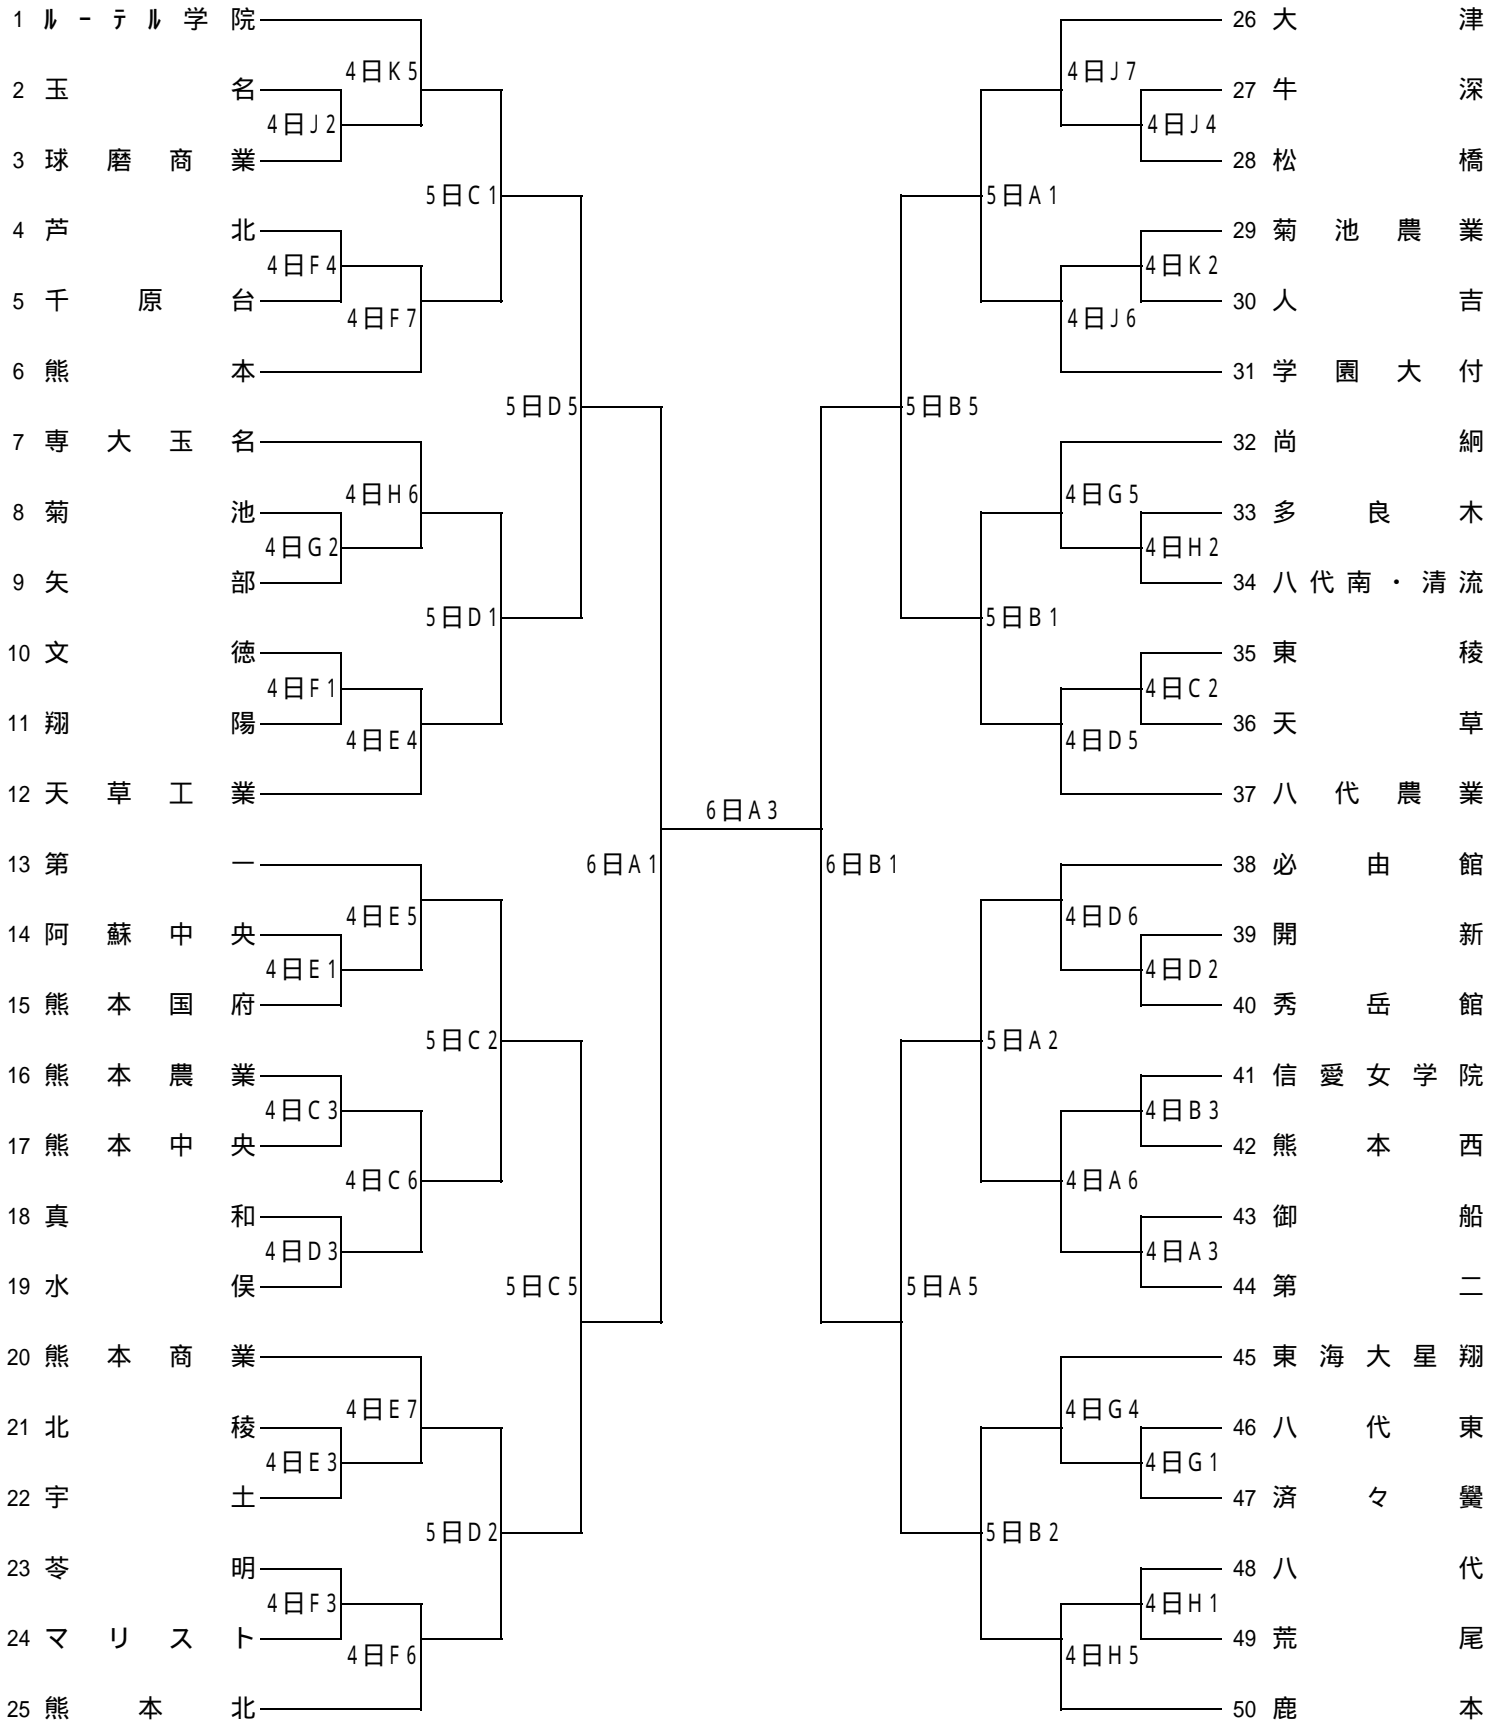 1 ルーテル学院
4日K5
2 玉名
4日J2
3 球磨商業
5日C1
4 芦北
4日F4
5 千原台
4日F7
6 熊本
5日D5
7 専大玉名
4日H6
8 菊池
4日G2
9 矢部
5日D1
10 文徳
4日F1
11 翔陽
4日E4
12 天草工業
6日A3
13 第一
6日A1
4日E5
14 阿蘇中央
4日E1
15 熊本国府
5日C2
16 熊本農業
4日C3
17 熊本中央
4日C6
18 真和
4日D3
19 水俣
5日C5
20 熊本商業
4日E7
21 北稜
4日E3
22 宇土
5日D2
23 苓明
4日F3
24 マリスト
4日F6
25 熊本北
26 大津
4日J7
27 牛深
4日J4
28 松橋
5日A1
29 菊池農業
4日K2
30 人吉
4日J6
31 学園大付
5日B5
32 尚絅
4日G5
33 多良木
4日H2
34 八代南・清流
5日B1
35 東稜
4日C2
36 天草
4日D5
37 八代農業
6日B1
38 必由館
4日D6
39 開新
4日D2
40 秀岳館
5日A2
41 信愛女学院
4日B3
42 熊本西
4日A6
43 御船
4日A3
44 第二
5日A5
45 東海大星翔
4日G4
46 八代東
4日G1
47 済々黌
5日B2
48 八代
4日H1
49 荒尾
4日H5
50 鹿本